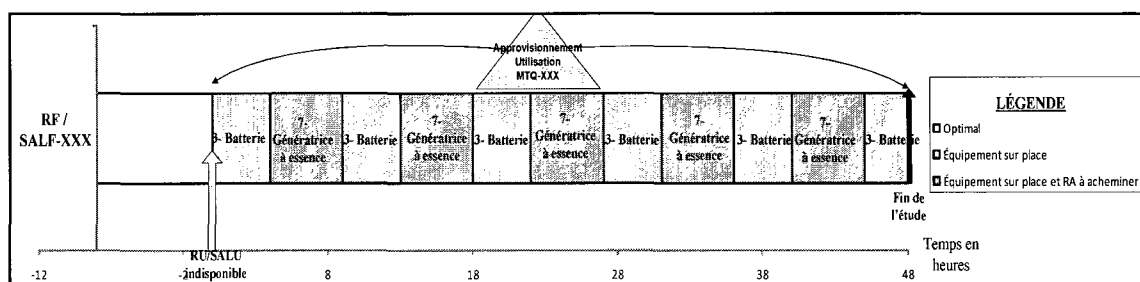 Approvisionnement
Utilisation
MTQ-XXX
RF /
SALF-XXX
3- Batterie
7-
Génératrice
à essence
3- Batterie
7-
Génératrice
à essence
3- Batterie
7-
Génératrice
à essence
3- Batterie
7-
Génératrice
à essence
3- Batterie
7-
Génératrice
à essence
3- Batterie
LÉGENDE
Optimal
Équipement sur place
Équipement sur place et RA à acheminer
Fin de
l'étude
RU/SALU
indisponible
Temps en
heures
-12
-2
8
18
28
38
48